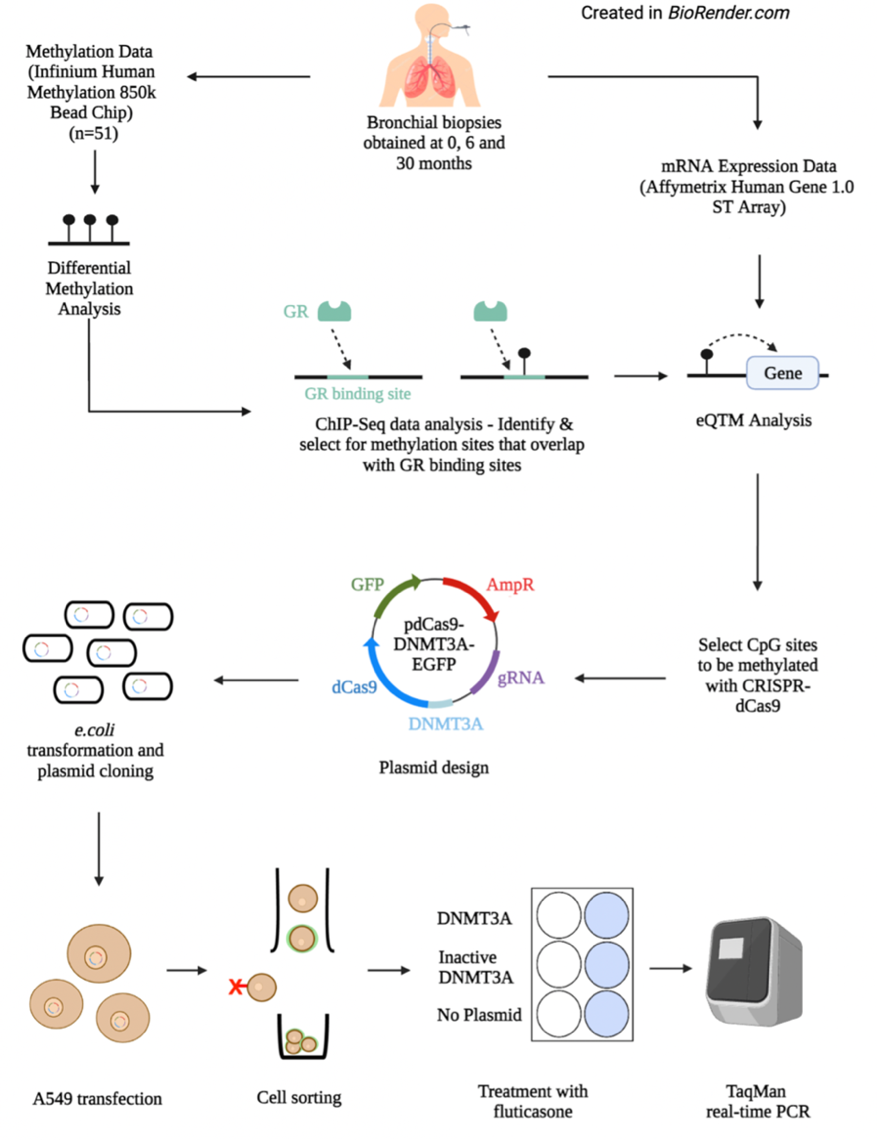 Created in BioRender.com
Methylation Data
(Infinium Human
Methylation 850k
Bead Chip)
(n=51)
Bronchial biopsies
obtained at 0, 6 and
30 months
mRNA Expression Data
(Affymetrix Human Gene 1.0
ST Array)
Differential
Methylation
Analysis
GR
GR binding site
ChIP-Seq data analysis - Identify &
select for methylation sites that overlap
with GR binding sites
Gene
eQTM Analysis
Select CpG sites
to be methylated
with CRISPR-
dCas9
GFP
AmpR
pdCas9-
DNMT3A-
EGFP
gRNA
dCas9
DNMT3A
Plasmid design
e.coli
transformation and
plasmid cloning
A549 transfection
Cell sorting
DNMT3A
Inactive
DNMT3A
No Plasmid
Treatment with
fluticasone
TaqMan
real-time PCR